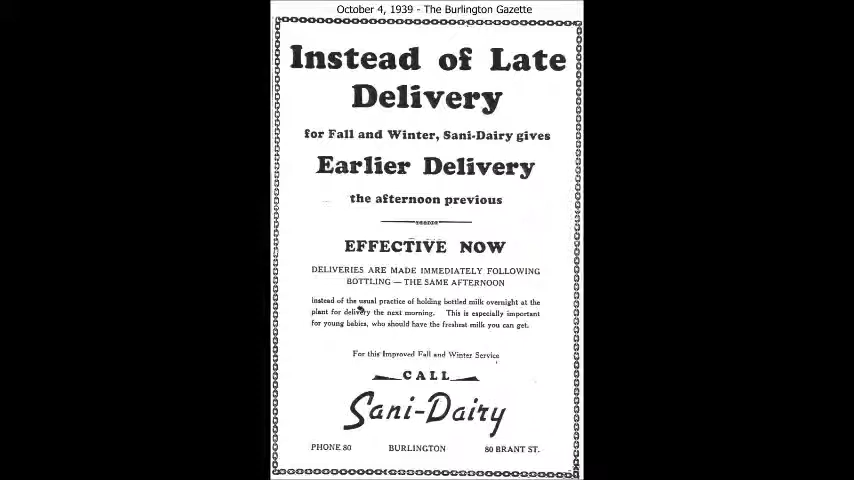 October 4, 1939 - The Burlington Gazette
Instead of Late
Delivery
for Fall and Winter, Sani-Dairy gives
Earlier Delivery
the afternoon previous
EFFECTIVE NOW
DELIVERIES ARE MADE IMMEDIATELY FOLLOWING
BOTTLING — THE SAME AFTERNOON
instead of the usual practice of holding bottled milk overnight at the
plant for delivery the next morning. This is especially important
for young babies, who should have the freshest milk you can get.
For this Improved Fall and Winter Service
CALL
Sani-Dairy
PHONE 80 BURLINGTON 80 BRANT ST.